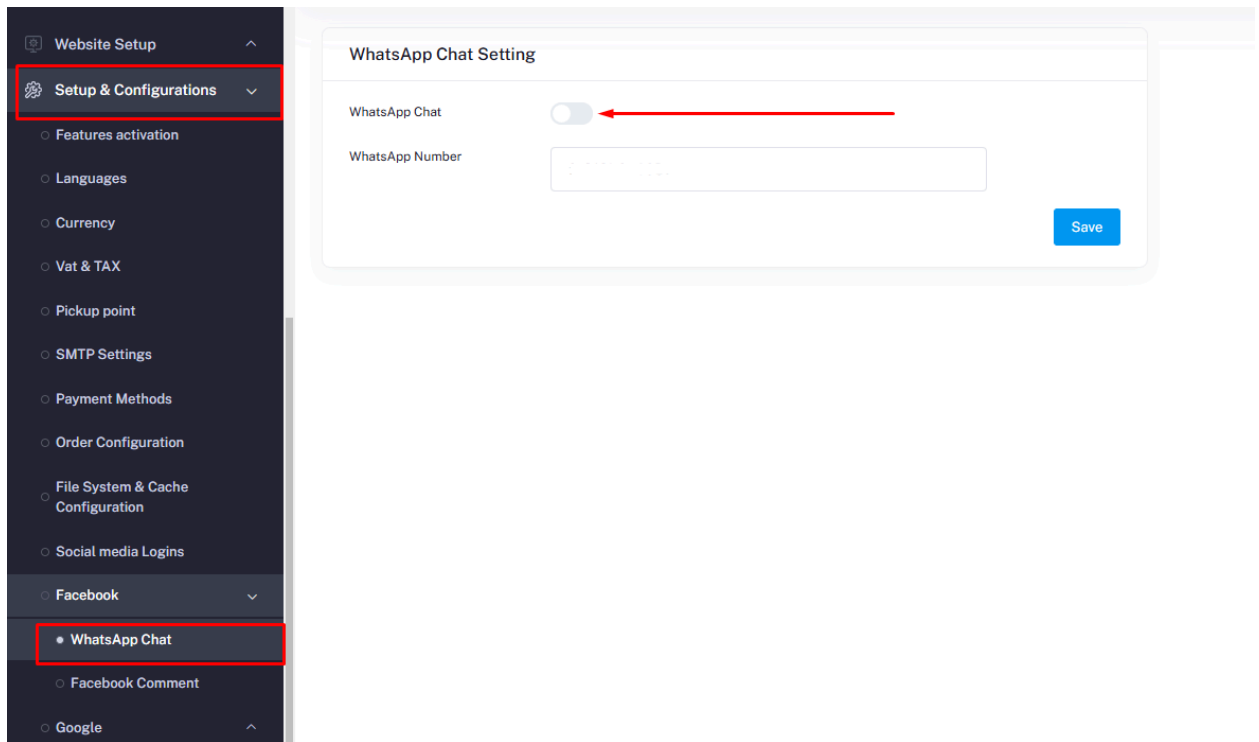 Website Setup
Setup & Configurations
Features activation
Languages
Currency
Vat & TAX
Pickup point
SMTP Settings
Payment Methods
Order Configuration
File System & Cache
Configuration
Social media Logins
Facebook
WhatsApp Chat
Facebook Comment
Google
WhatsApp Chat Setting
WhatsApp Chat
WhatsApp Number
Save